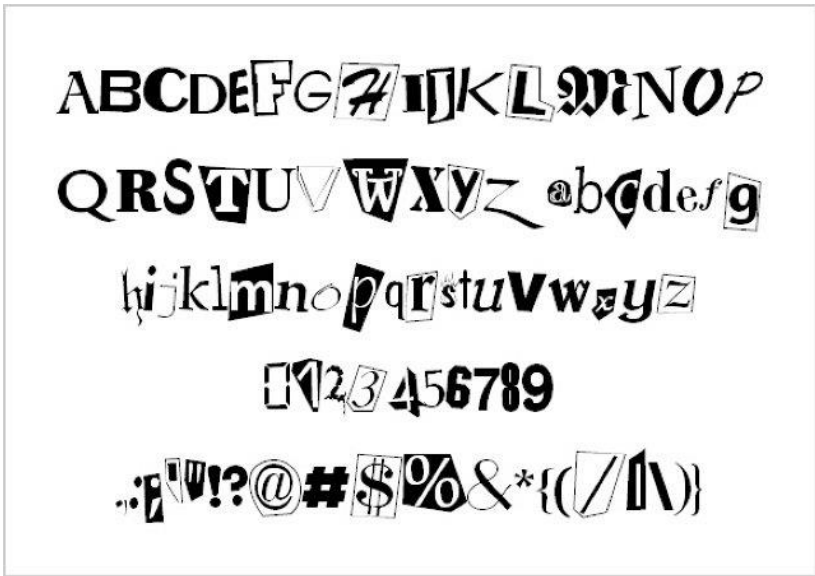 ABCDEFGHIJKLMNOP
QRSTUVWXYZ abcdefg
hijklmnopqrstuvwxyz
0123456789
.,:;'"!?@#$%&*{(/|\)}